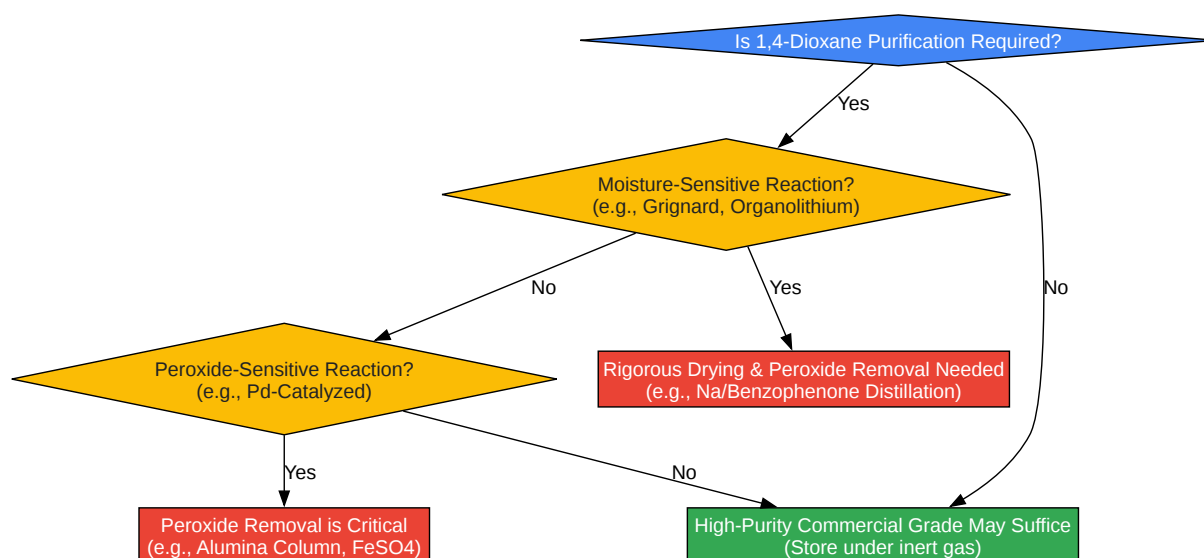 Is 1,4-Dioxane Purification Required?
Yes
Moisture-Sensitive Reaction?
(e.g., Grignard, Organolithium)
No
Yes
No
Peroxide-Sensitive Reaction?
(e.g., Pd-Catalyzed)
Rigorous Drying & Peroxide Removal Needed
(e.g., Na/Benzophenone Distillation)
Yes
No
Peroxide Removal is Critical
(e.g., Alumina Column, FeSO4)
High-Purity Commercial Grade May Suffice
(Store under inert gas)